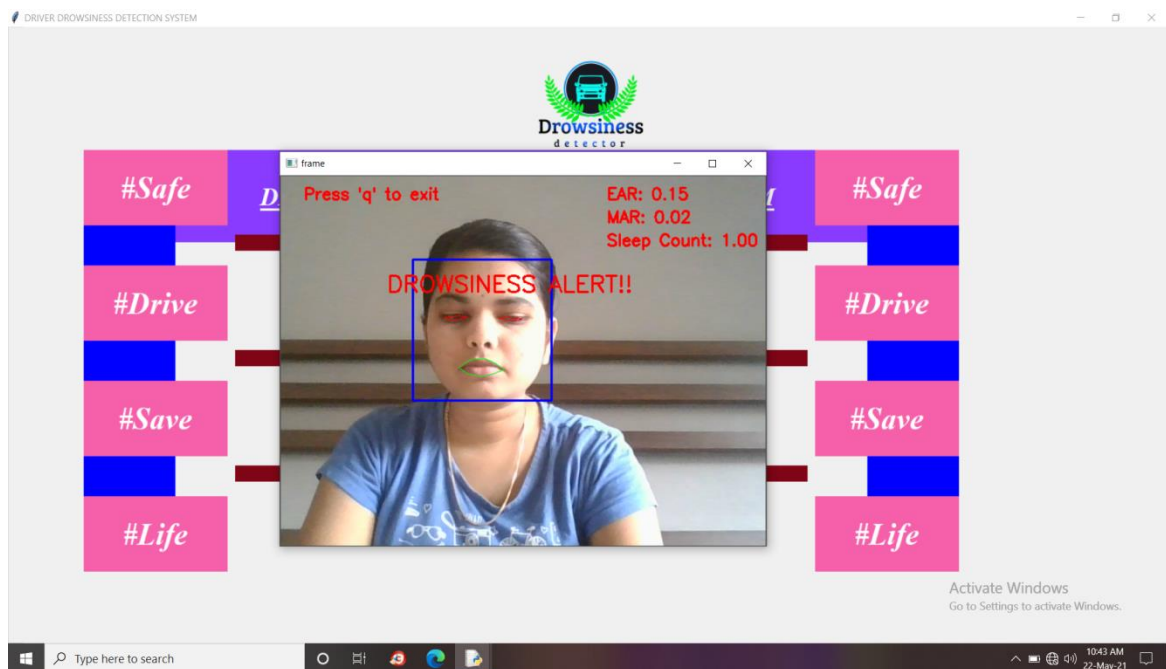 DRIVER DROWSINESS DETECTION SYSTEM
Drowsiness
detector
frame
#Safe
D
M
#Safe
Press 'q' to exit
EAR: 0.15
MAR: 0.02
Sleep Count: 1.00
DROWSINESS ALERT!!
#Drive
#Drive
#Save
#Save
#Life
#Life
Activate Windows
Go to Settings to activate Windows.
Type here to search
10:43 AM
22-May-21